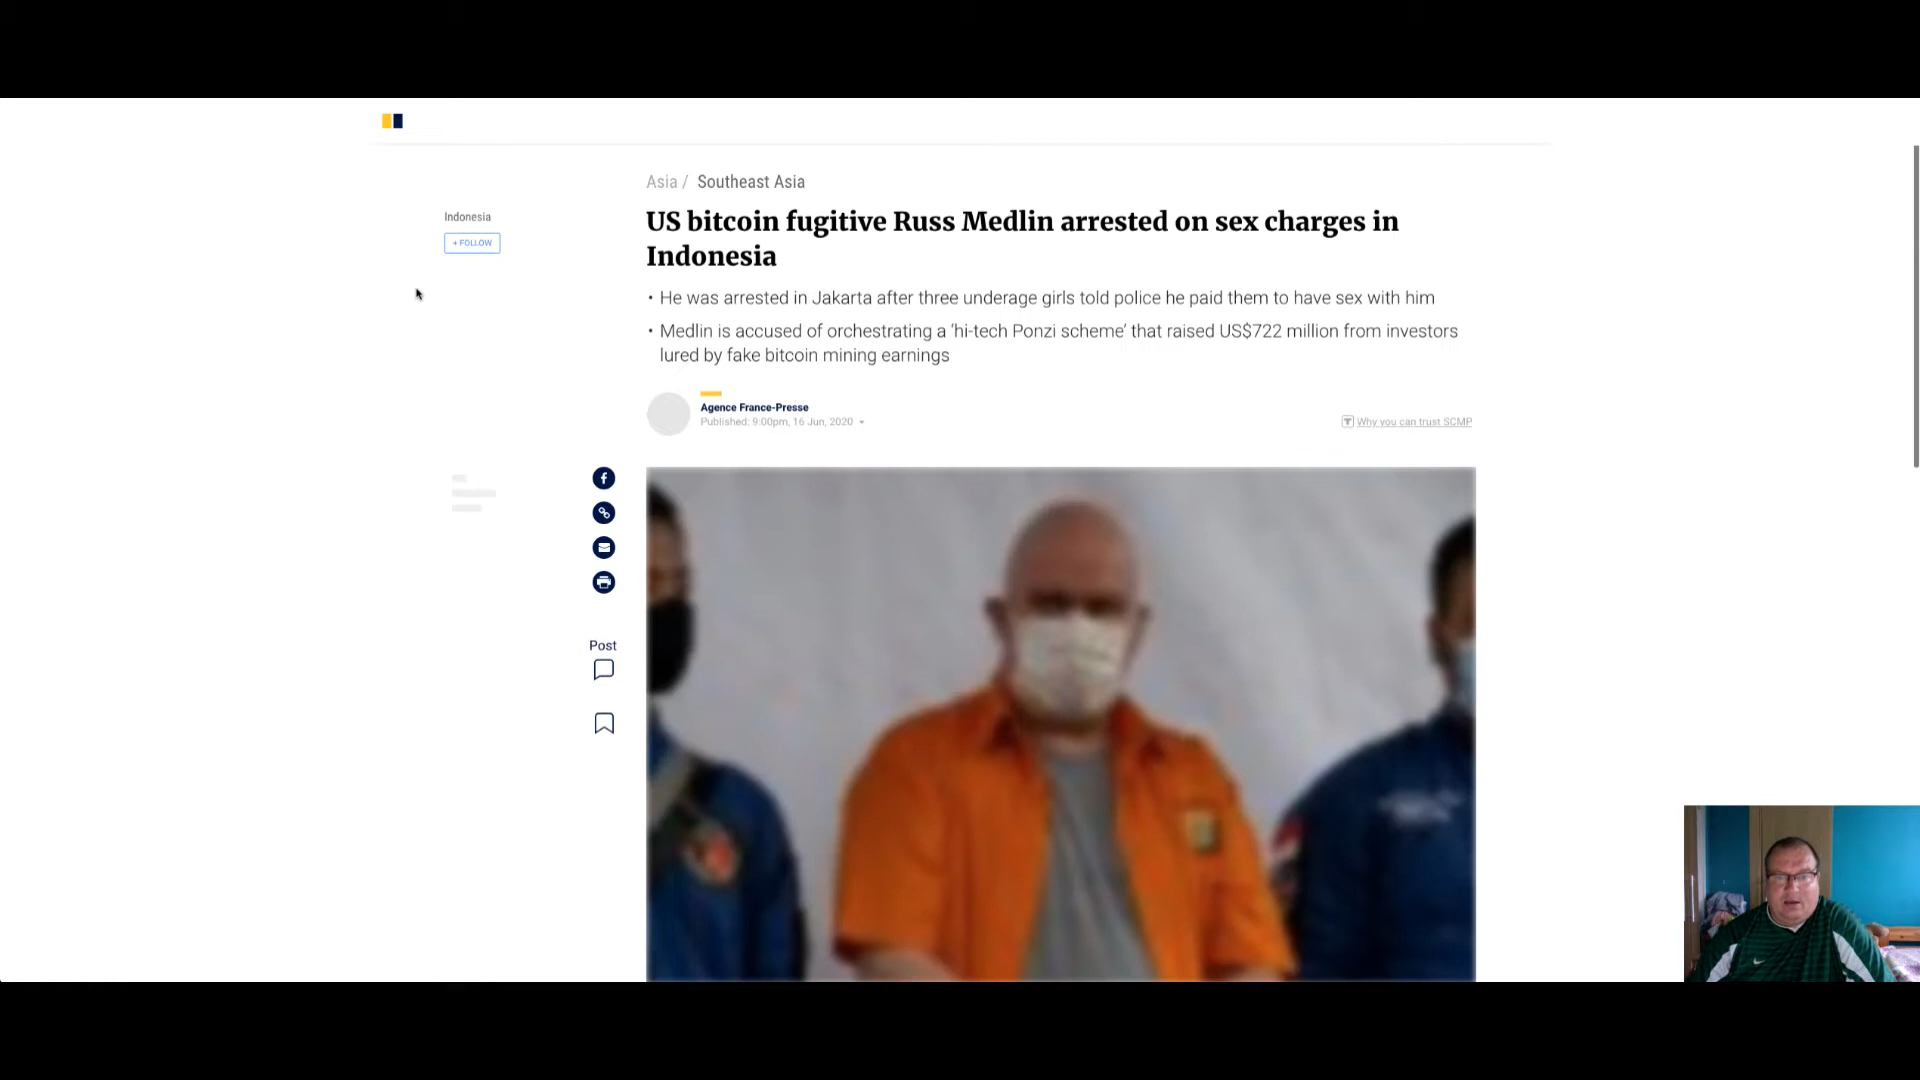 Asia / Southeast Asia
Indonesia
+ FOLLOW
US bitcoin fugitive Russ Medlin arrested on sex charges in
Indonesia
• He was arrested in Jakarta after three underage girls told police he paid them to have sex with him
• Medlin is accused of orchestrating a ‘hi-tech Ponzi scheme’ that raised US$722 million from investors
lured by fake bitcoin mining earnings
Agence France-Presse
Published: 9:00pm, 16 Jun, 2020
Why you can trust SCMP
Post